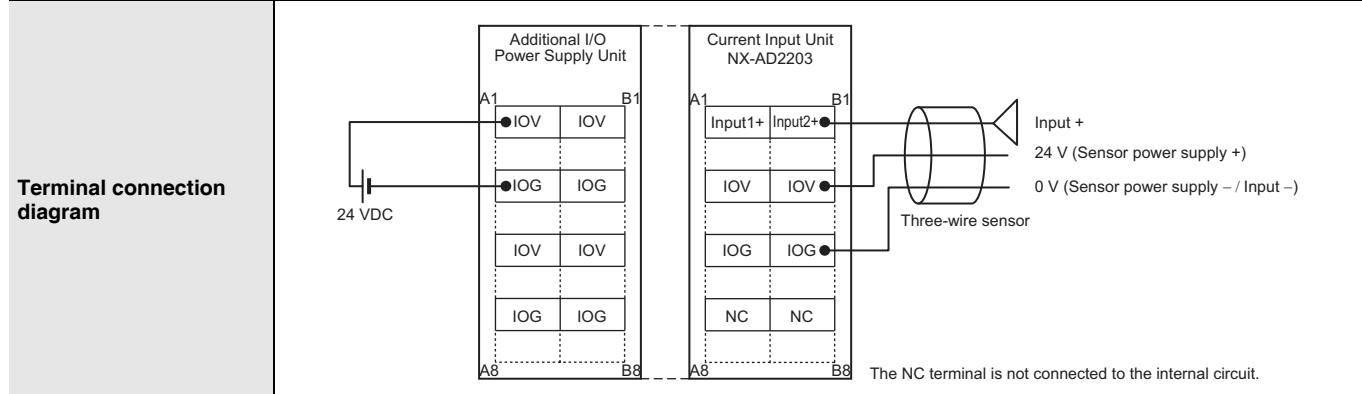 Terminal connection
diagram
Additional I/O
Power Supply Unit
A1
B1
IOV
IOV
IOG
IOG
24 VDC
IOV
IOV
IOG
IOG
A8
B8
Current Input Unit
NX-AD2203
A1
B1
Input1+
Input2+
IOV
IOV
IOG
IOG
NC
NC
A8
B8
Input +
24 V (Sensor power supply +)
0 V (Sensor power supply – / Input –)
Three-wire sensor
The NC terminal is not connected to the internal circuit.